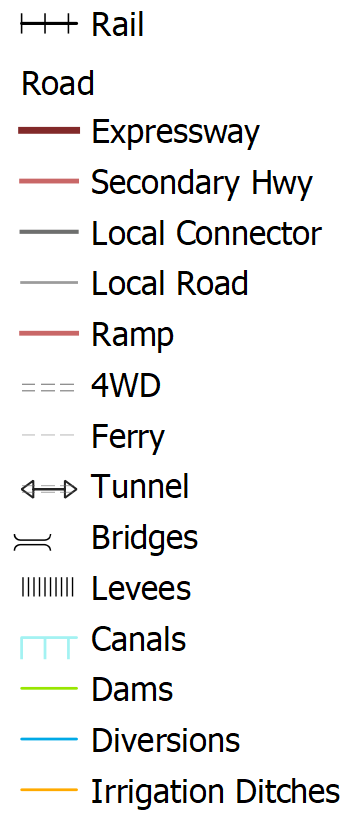 Rail
Road
Expressway
Secondary Hwy
Local Connector
Local Road
Ramp
4WD
Ferry
Tunnel
Bridges
Levees
Canals
Dams
Diversions
Irrigation Ditches